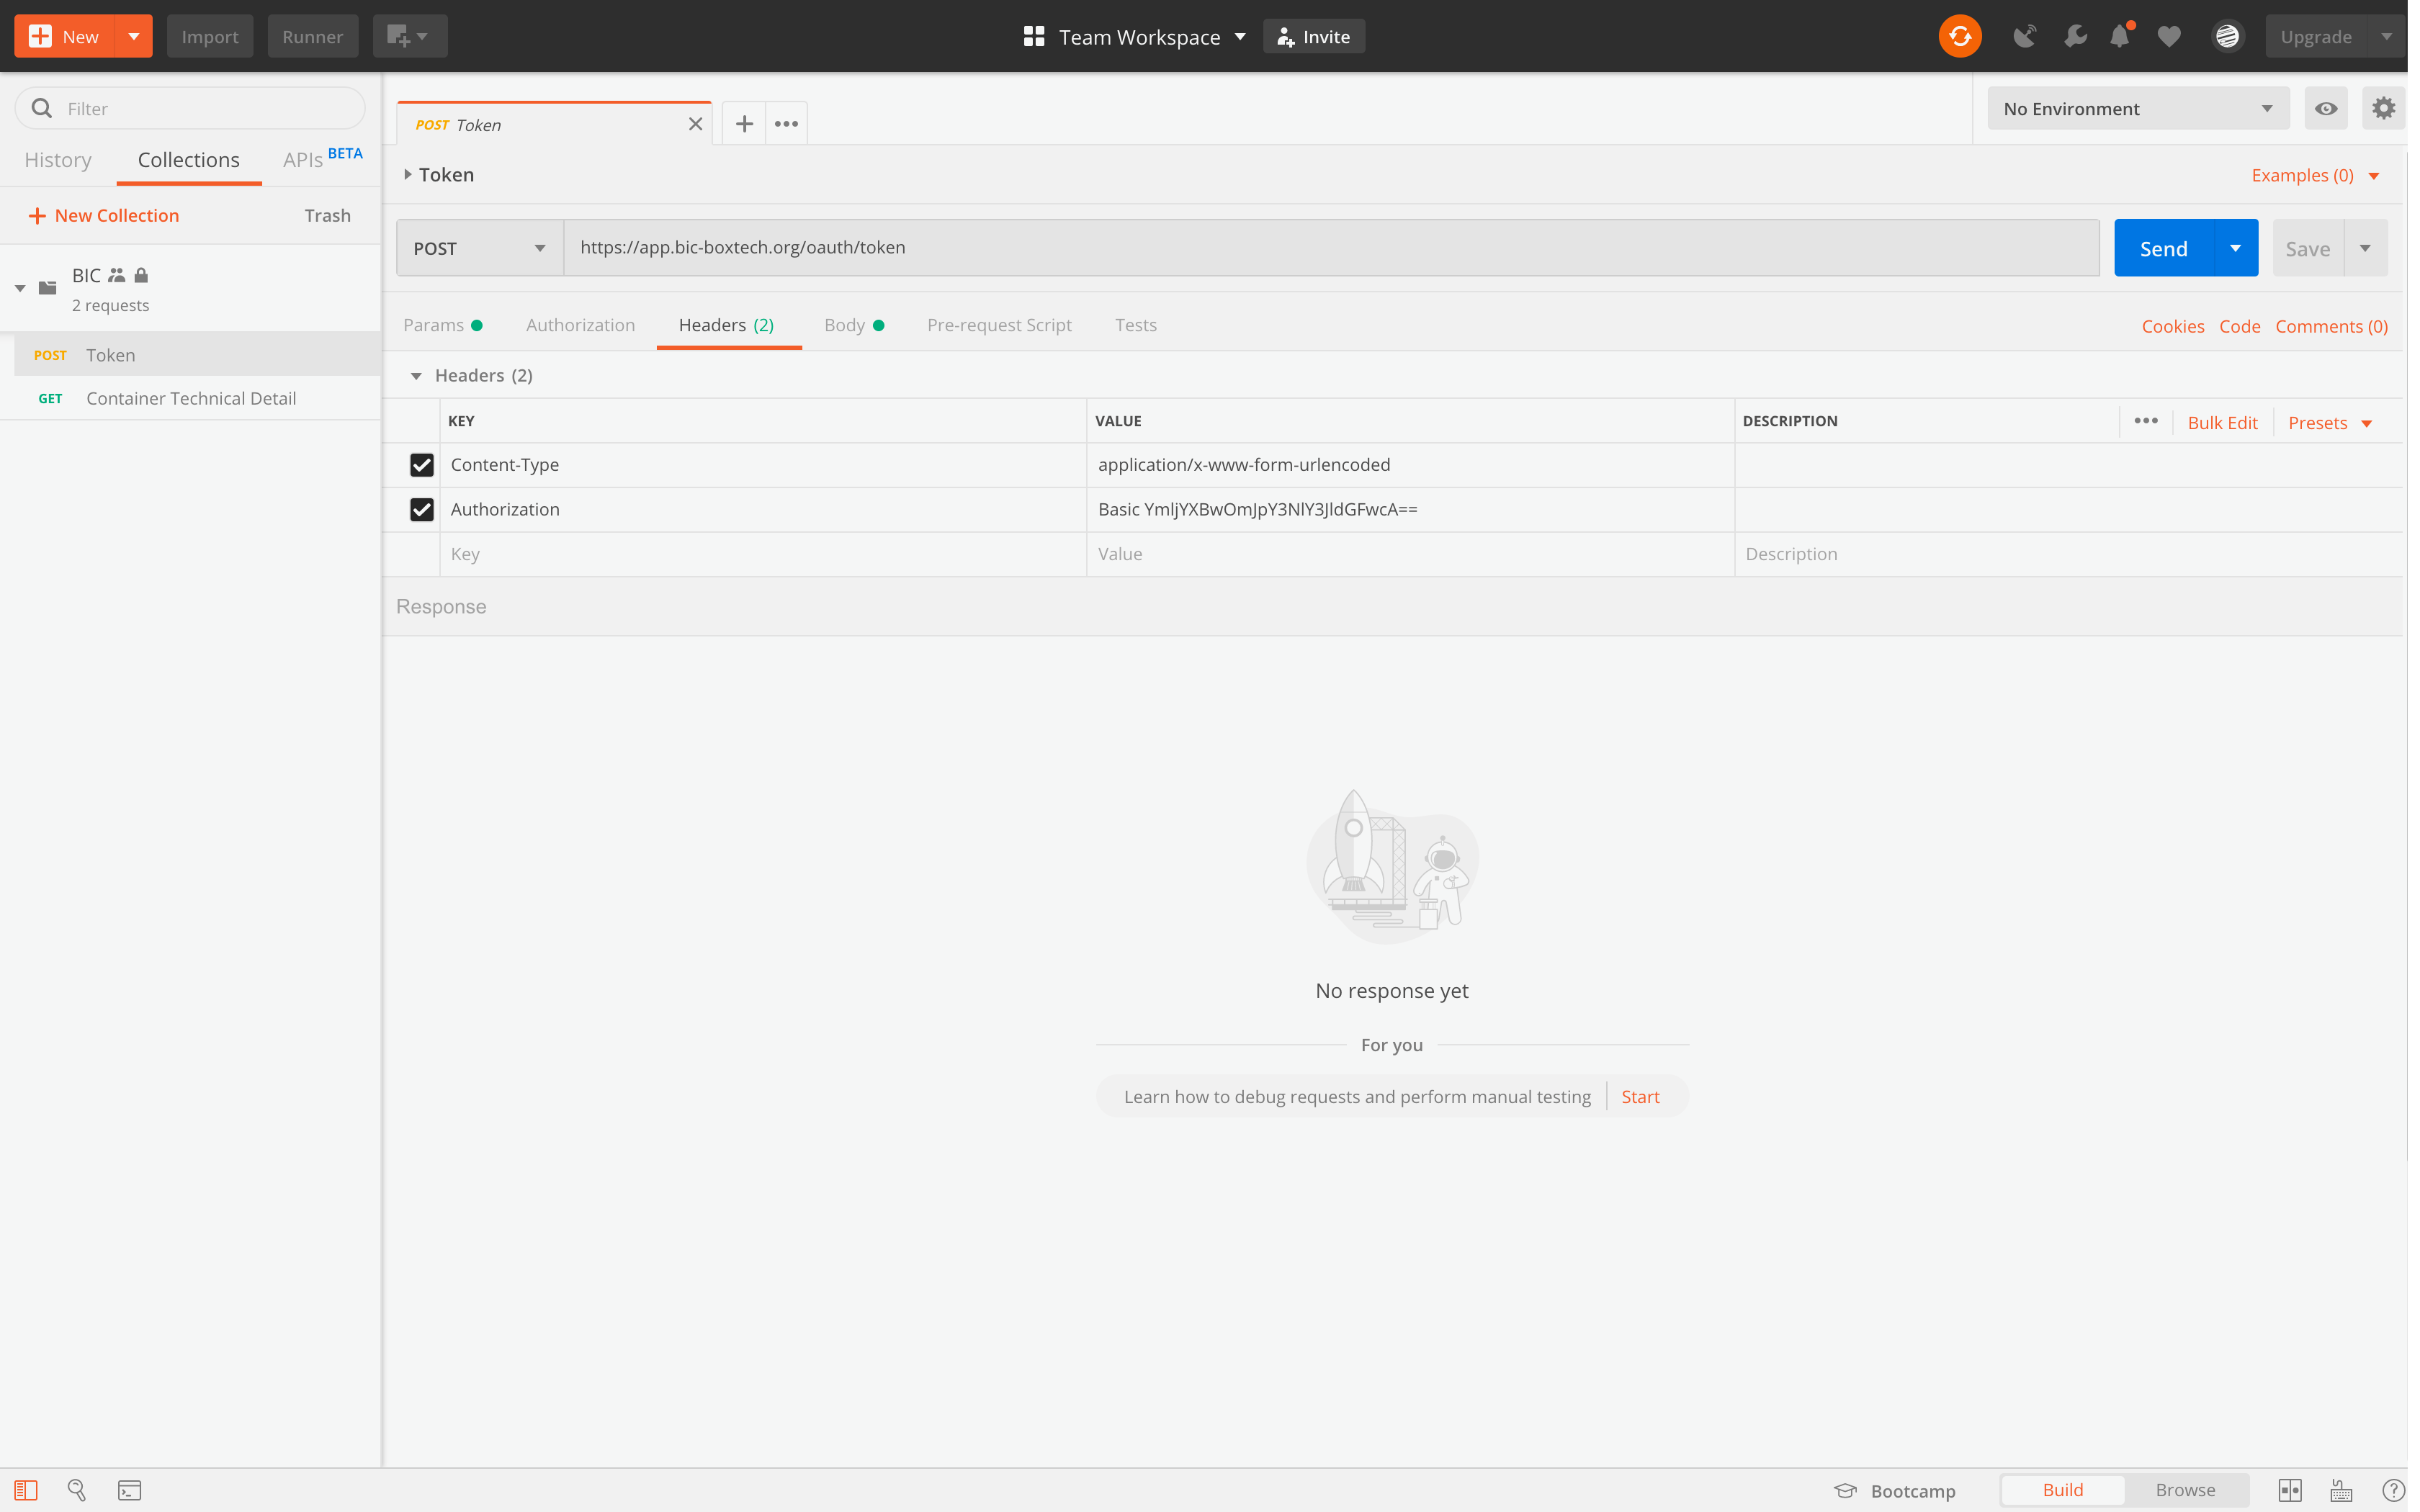 New
Import
Runner
Team Workspace
Invite
Upgrade
Filter
History
Collections
APIs BETA
New Collection
Trash
BIC
2 requests
POST Token
GET Container Technical Detail
POST Token
No Environment
Token
Examples (0)
POST
https://app.bic-boxtech.org/oauth/token
Send
Save
Params
Authorization
Headers (2)
Body
Pre-request Script
Tests
Cookies Code Comments (0)
Headers (2)
KEY VALUE DESCRIPTION
Bulk Edit Presets
Content-Type application/x-www-form-urlencoded
Authorization Basic YmljYXBwOmJpY3NlY3JldGFwcA==
Key Value Description
Response
No response yet
For you
Learn how to debug requests and perform manual testing Start
Bootcamp
Build
Browse